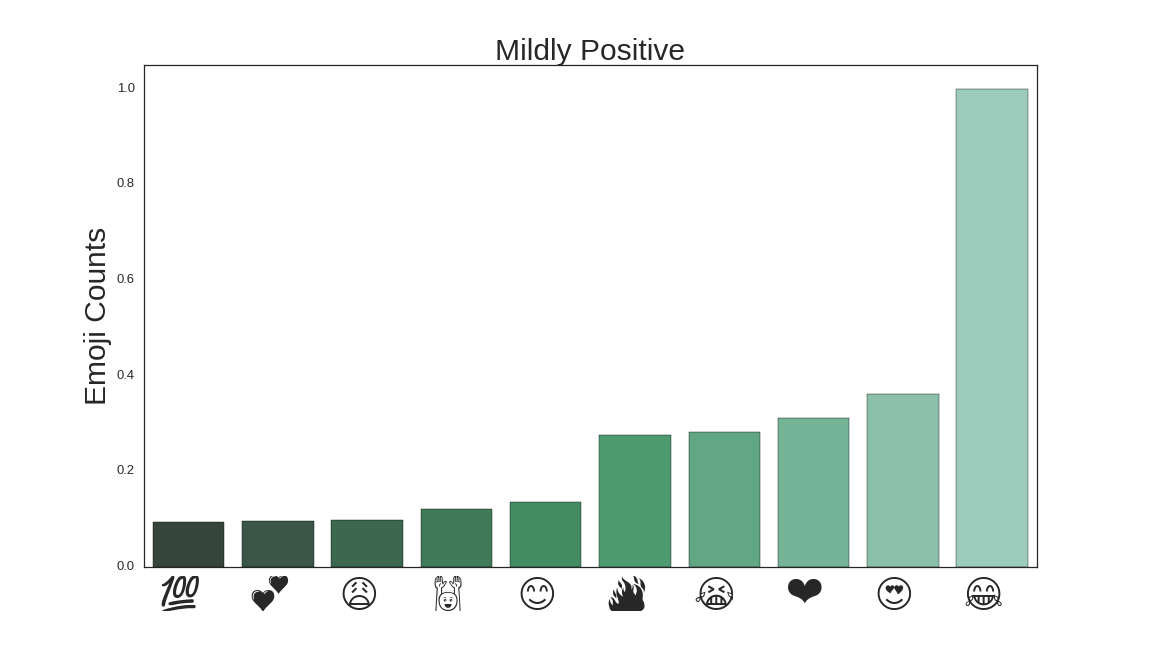 Mildly Positive
Emoji Counts
1.0
0.8
0.6
0.4
0.2
0.0
💯 💕 😩 🙌 😊 🔥 😭 ❤ 😍 😂